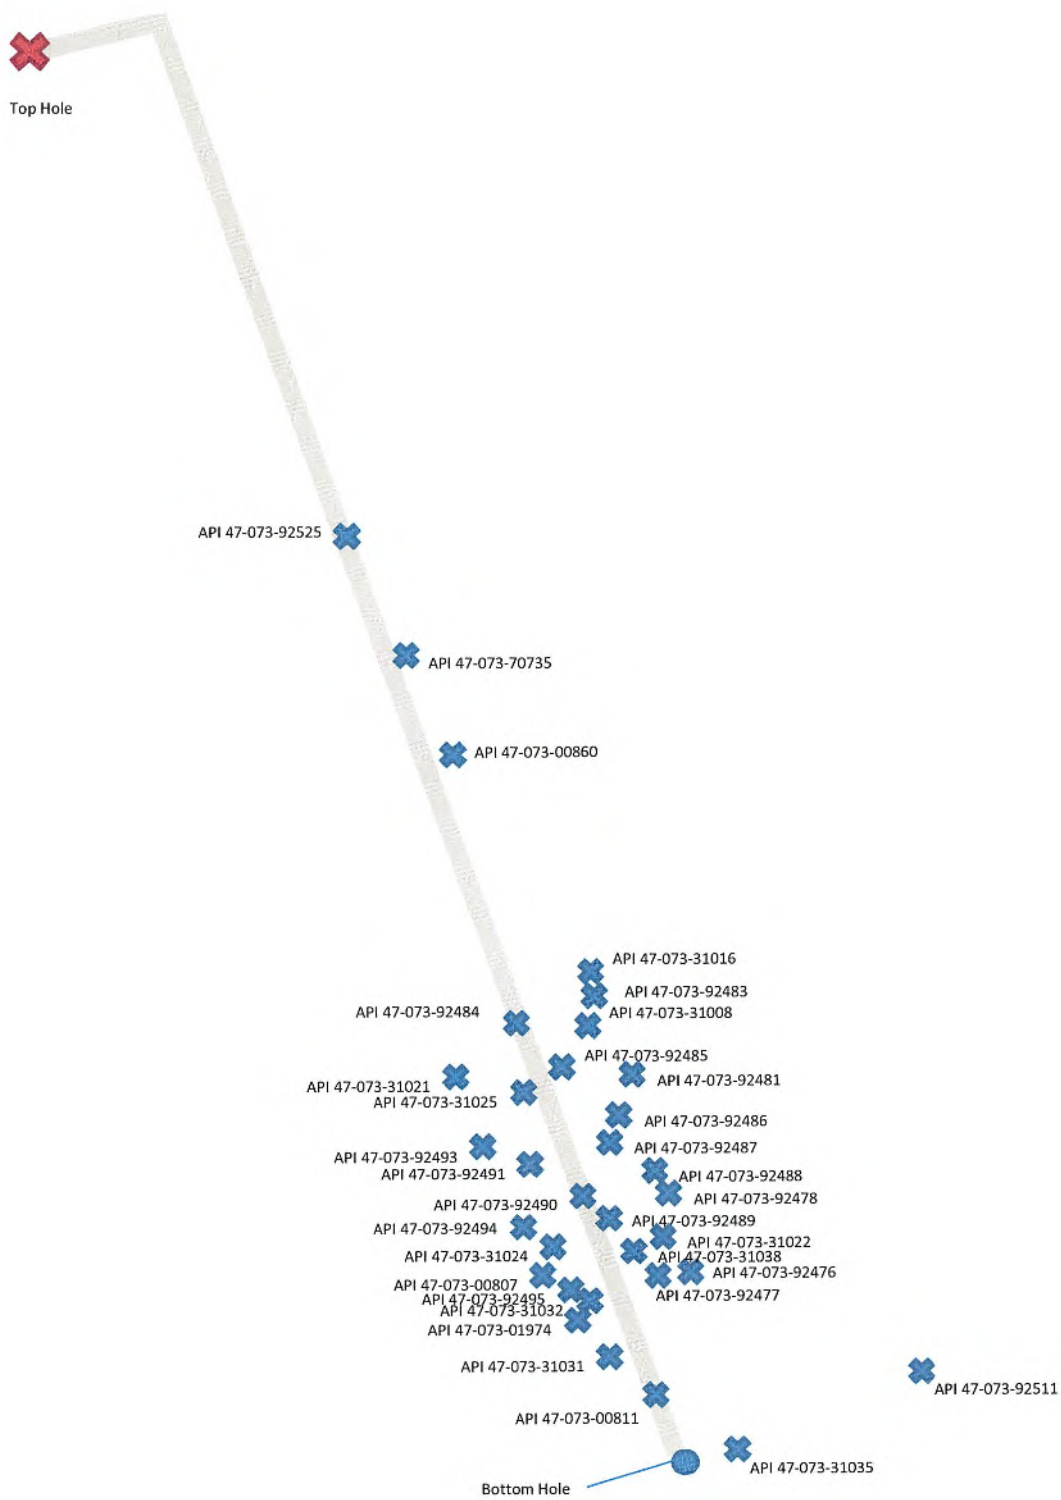 Top Hole
API 47-073-92525
API 47-073-70735
API 47-073-00860
API 47-073-31016
API 47-073-92483
API 47-073-92484
API 47-073-31008
API 47-073-92485
API 47-073-92481
API 47-073-31021
API 47-073-31025
API 47-073-92486
API 47-073-92487
API 47-073-92493
API 47-073-92491
API 47-073-92488
API 47-073-92478
API 47-073-92490
API 47-073-92489
API 47-073-92494
API 47-073-31022
API 47-073-31024
API 47-073-31038
API 47-073-92476
API 47-073-00807
API 47-073-92477
API 47-073-92495
API 47-073-31032
API 47-073-01974
API 47-073-31031
API 47-073-92511
API 47-073-00811
API 47-073-31035
Bottom Hole